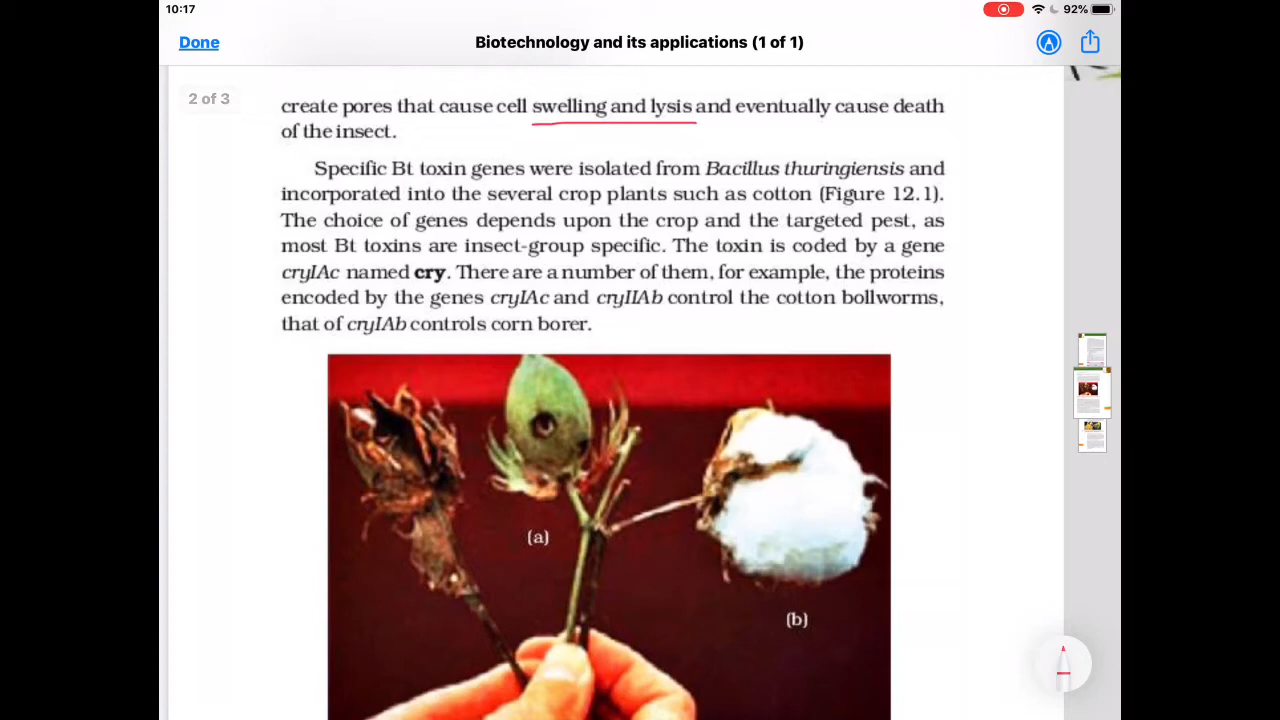 10:17
92%
Done
Biotechnology and its applications (1 of 1)
2 of 3
create pores that cause cell swelling and lysis and eventually cause death
of the insect.
Specific Bt toxin genes were isolated from Bacillus thuringiensis and
incorporated into the several crop plants such as cotton (Figure 12.1).
The choice of genes depends upon the crop and the targeted pest, as
most Bt toxins are insect-group specific. The toxin is coded by a gene
cryIAc named cry. There are a number of them, for example, the proteins
encoded by the genes cryIAc and cryIIAb control the cotton bollworms,
that of cryIAb controls corn borer.
(a)
(b)